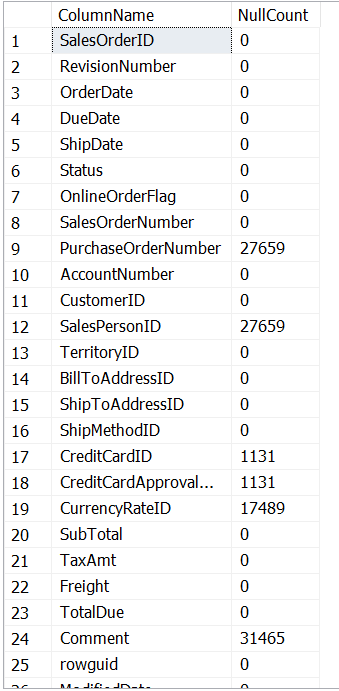 ColumnName NullCount
1 SalesOrderID 0
2 RevisionNumber 0
3 OrderDate 0
4 DueDate 0
5 ShipDate 0
6 Status 0
7 OnlineOrderFlag 0
8 SalesOrderNumber 0
9 PurchaseOrderNumber 27659
10 AccountNumber 0
11 CustomerID 0
12 SalesPersonID 27659
13 TerritoryID 0
14 BillToAddressID 0
15 ShipToAddressID 0
16 ShipMethodID 0
17 CreditCardID 1131
18 CreditCardApproval... 1131
19 CurrencyRateID 17489
20 SubTotal 0
21 TaxAmt 0
22 Freight 0
23 TotalDue 0
24 Comment 31465
25 rowguid 0
26 ModifiedDate 0